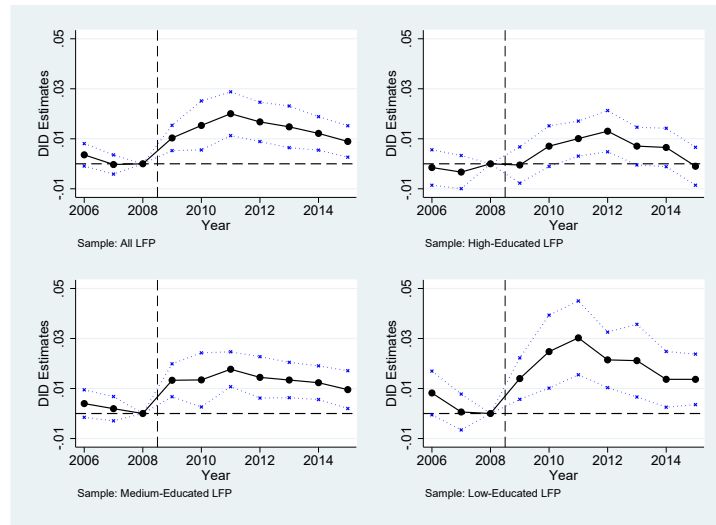 .05
.03
.01
-.01
DID Estimates
2006 2008 2010 2012 2014
Year
Sample: All LFP
.05
.03
.01
-.01
DID Estimates
2006 2008 2010 2012 2014
Year
Sample: High-Educated LFP
.05
.03
.01
-.01
DID Estimates
2006 2008 2010 2012 2014
Year
Sample: Medium-Educated LFP
.05
.03
.01
-.01
DID Estimates
2006 2008 2010 2012 2014
Year
Sample: Low-Educated LFP